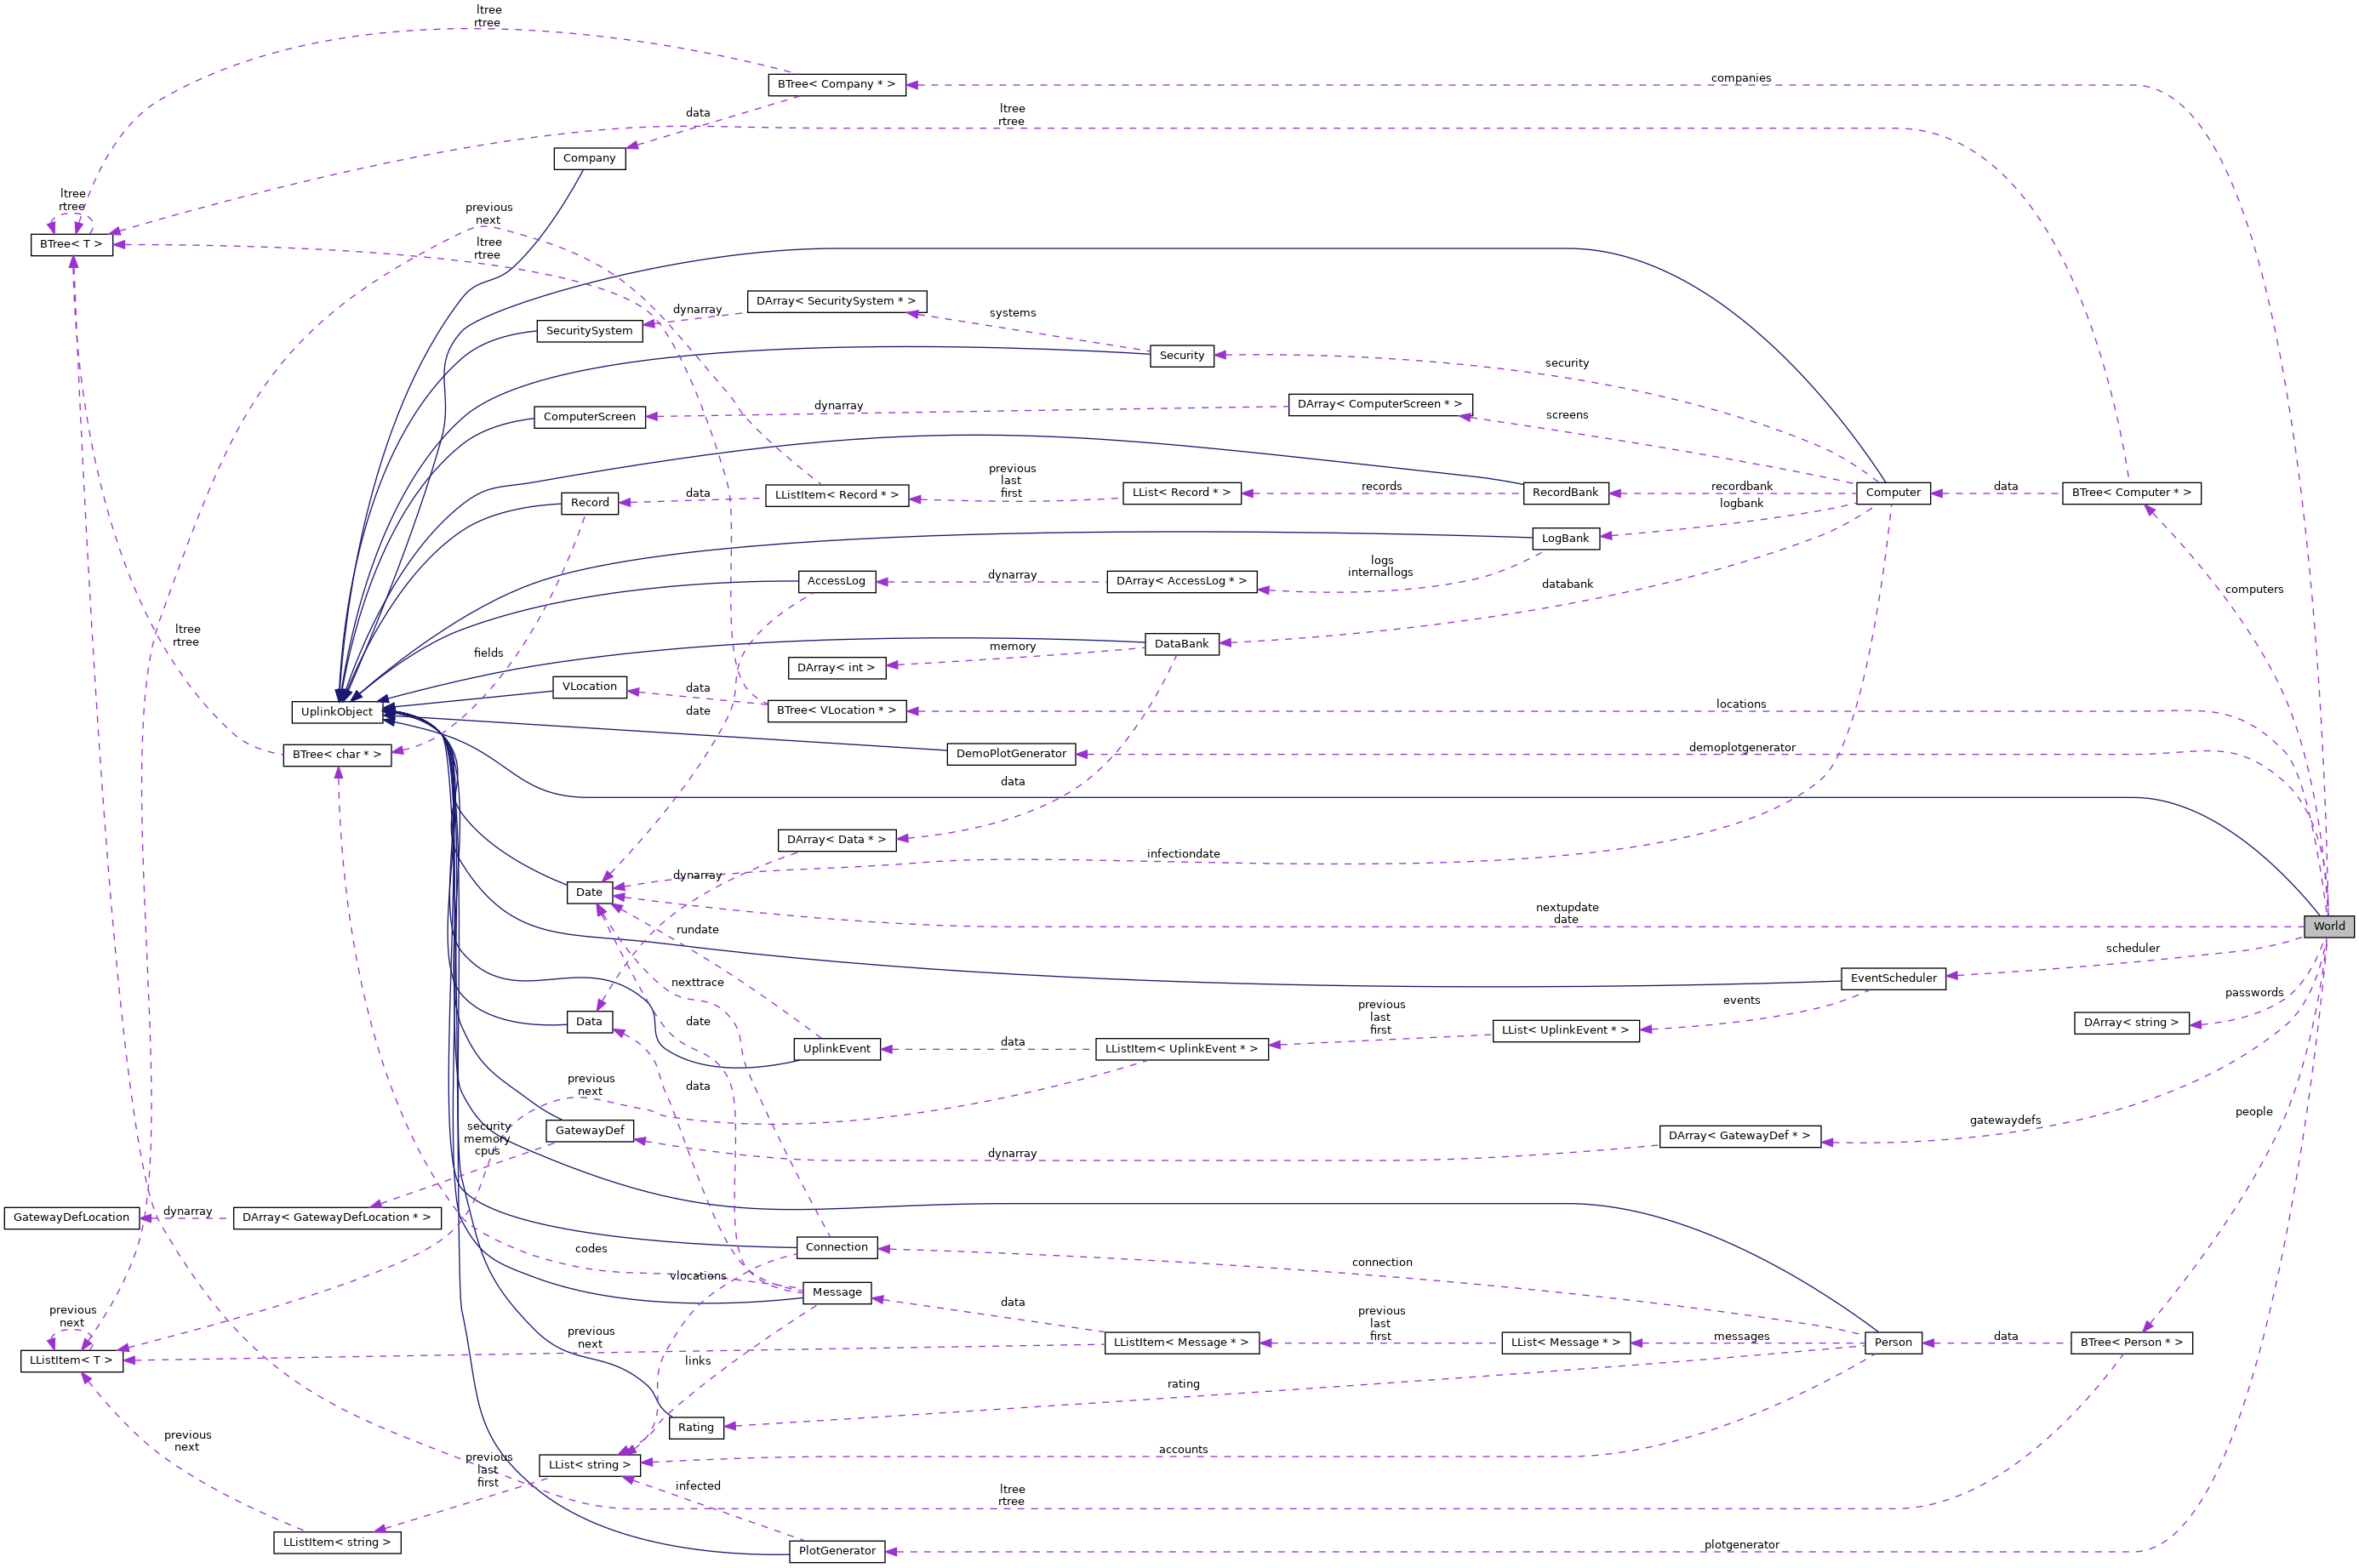 ltree
rtree
companies
BTree< Company * >
ltree
rtree
data
Company
ltree
rtree
previous
next
BTree< T >
ltree
rtree
DArray< SecuritySystem * >
dynarray
systems
SecuritySystem
Security
security
DArray< ComputerScreen * >
dynarray
screens
ComputerScreen
previous
last
first
records
recordbank
data
data
LListItem< Record * >
LList< Record * >
RecordBank
Computer
BTree< Computer * >
Record
logbank
LogBank
logs
internallogs
AccessLog
dynarray
DArray< AccessLog * >
databank
computers
ltree
rtree
fields
DataBank
memory
DArray< int >
VLocation
data
UplinkObject
date
BTree< VLocation * >
locations
BTree< char * >
DemoPlotGenerator
demoplotgenerator
data
DArray< Data * >
infectiondate
dynarray
Date
nextupdate
date
rundate
World
scheduler
nexttrace
EventScheduler
passwords
events
previous
last
first
Data
date
LList< UplinkEvent * >
DArray< string >
UplinkEvent
data
LListItem< UplinkEvent * >
previous
next
data
people
security
memory
cpus
GatewayDef
gatewaydefs
DArray< GatewayDef * >
dynarray
GatewayDefLocation
dynarray
DArray< GatewayDefLocation * >
codes
Connection
connection
vlocations
Message
previous
next
data
previous
last
first
previous
next
messages
data
LListItem< Message * >
LList< Message * >
Person
BTree< Person * >
LListItem< T >
links
rating
Rating
previous
next
accounts
previous
last
first
LList< string >
infected
ltree
rtree
LListItem< string >
PlotGenerator
plotgenerator